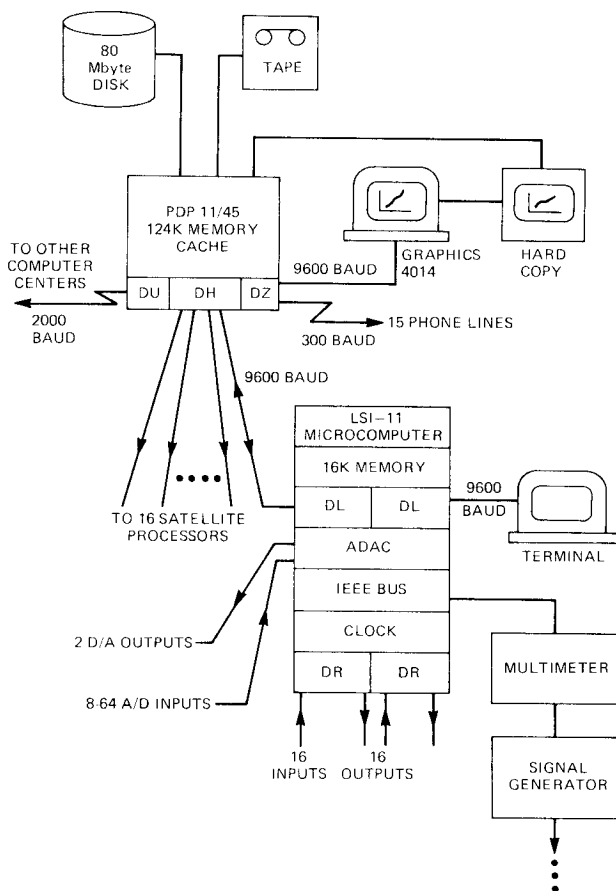 80
Mbyte
DISK
TAPE
PDP 11/45
124K MEMORY
CACHE
DU
DH
DZ
TO OTHER
COMPUTER
CENTERS
2000
BAUD
9600 BAUD
GRAPHICS
4014
HARD
COPY
15 PHONE LINES
300 BAUD
9600 BAUD
TO 16 SATELLITE
PROCESSORS
LSI-11
MICROCOMPUTER
16K MEMORY
DL
DL
ADAC
IEEE BUS
CLOCK
DR
DR
9600
BAUD
TERMINAL
2 D/A OUTPUTS
8-64 A/D INPUTS
16 16
INPUTS OUTPUTS
MULTIMETER
SIGNAL
GENERATOR